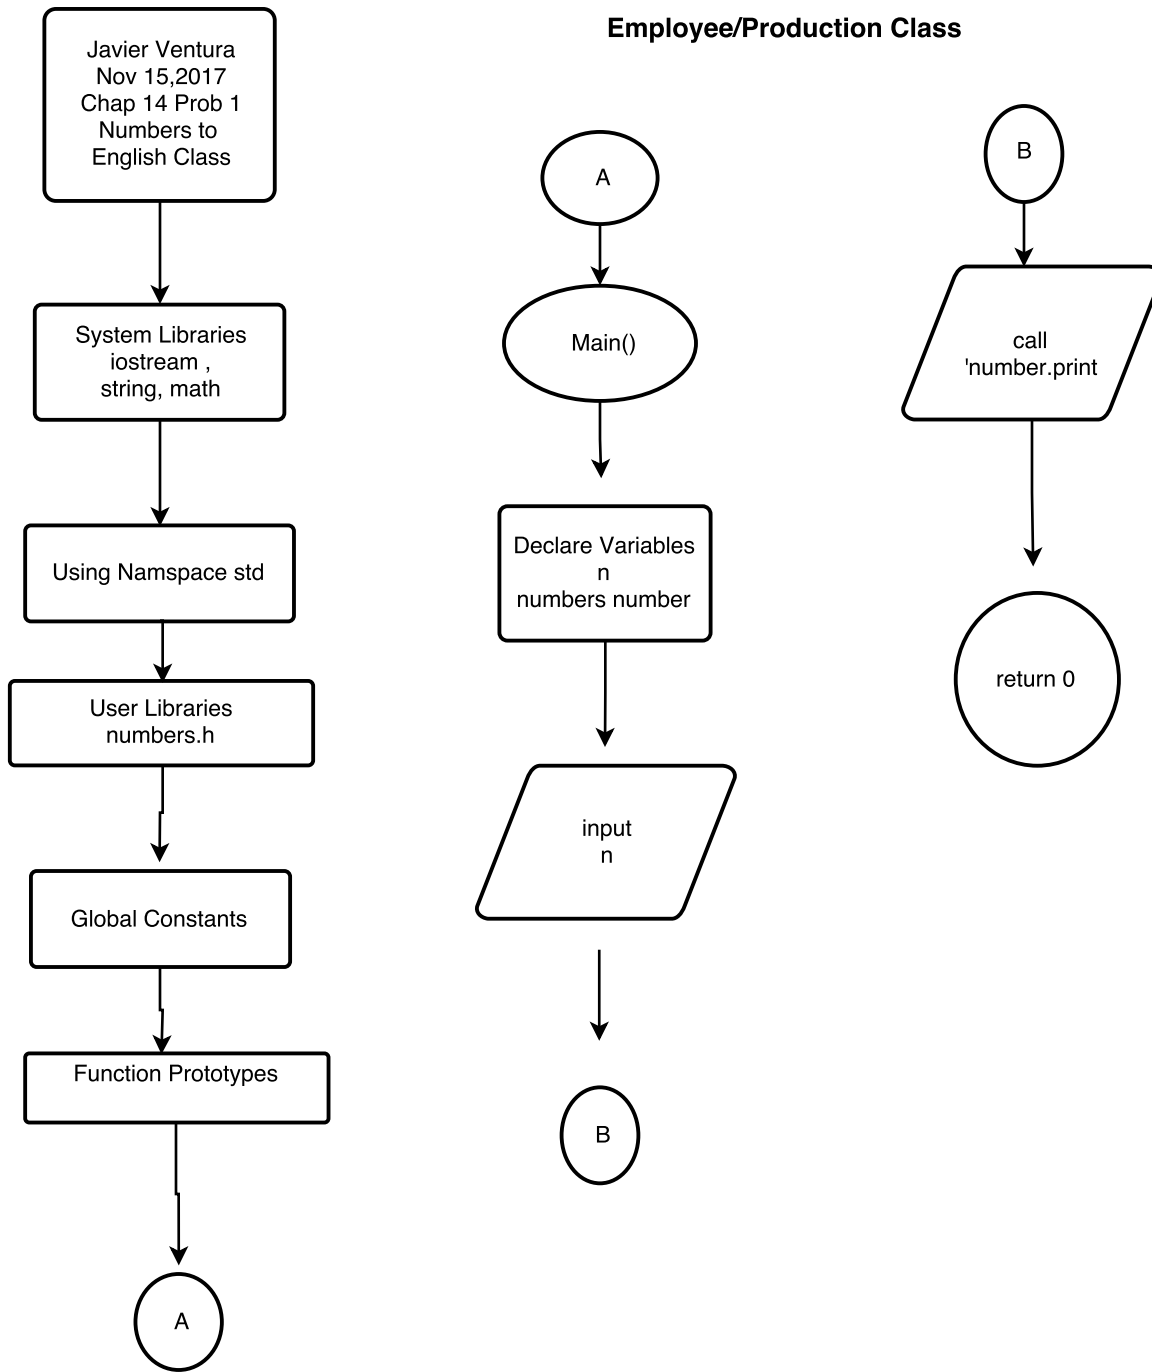 Employee/Production Class
Javier Ventura
Nov 15,2017
Chap 14 Prob 1
Numbers to
English Class
System Libraries
iostream ,
string, math
Using Namspace std
User Libraries
numbers.h
Global Constants
Function Prototypes
A
A
Main()
Declare Variables
n
numbers number
input
n
B
B
call
'number.print
return 0